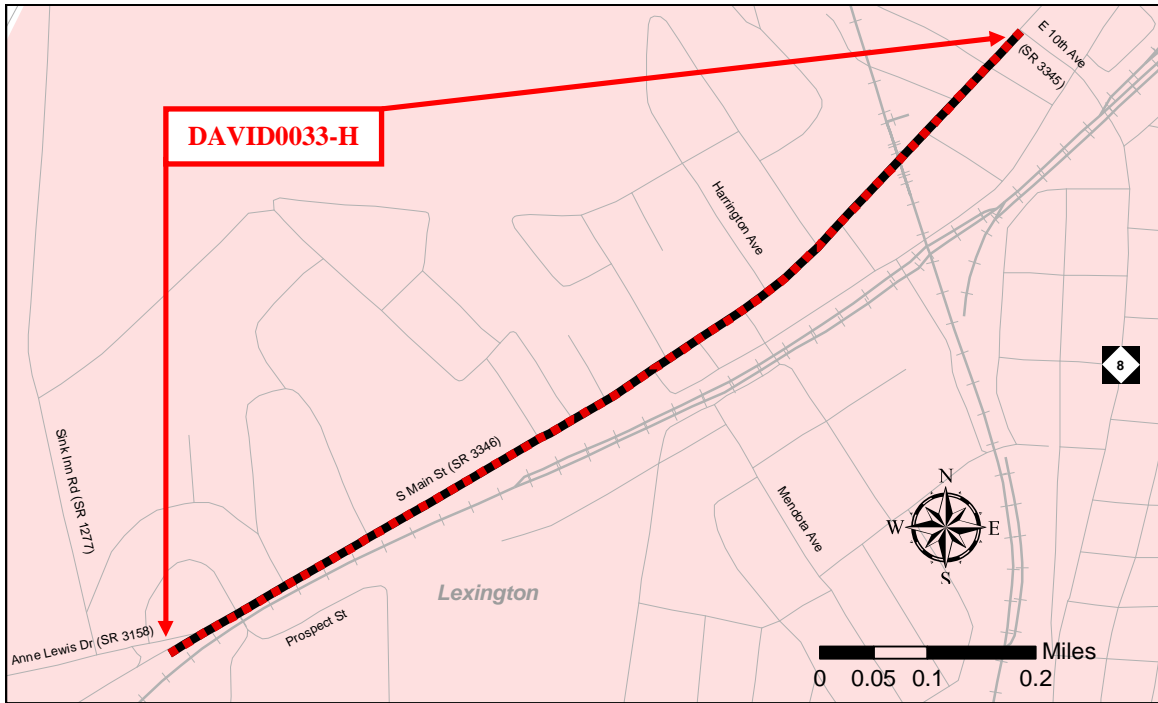 E 10th Ave
(SR 3345)
DAVID0033-H
Harrington Ave
8
S Main St (SR 3346)
Sink Inn Rd (SR 1277)
Mendota Ave
N
W E
S
Lexington
Prospect St
Anne Lewis Dr (SR 3158)
Miles
0 0.05 0.1 0.2